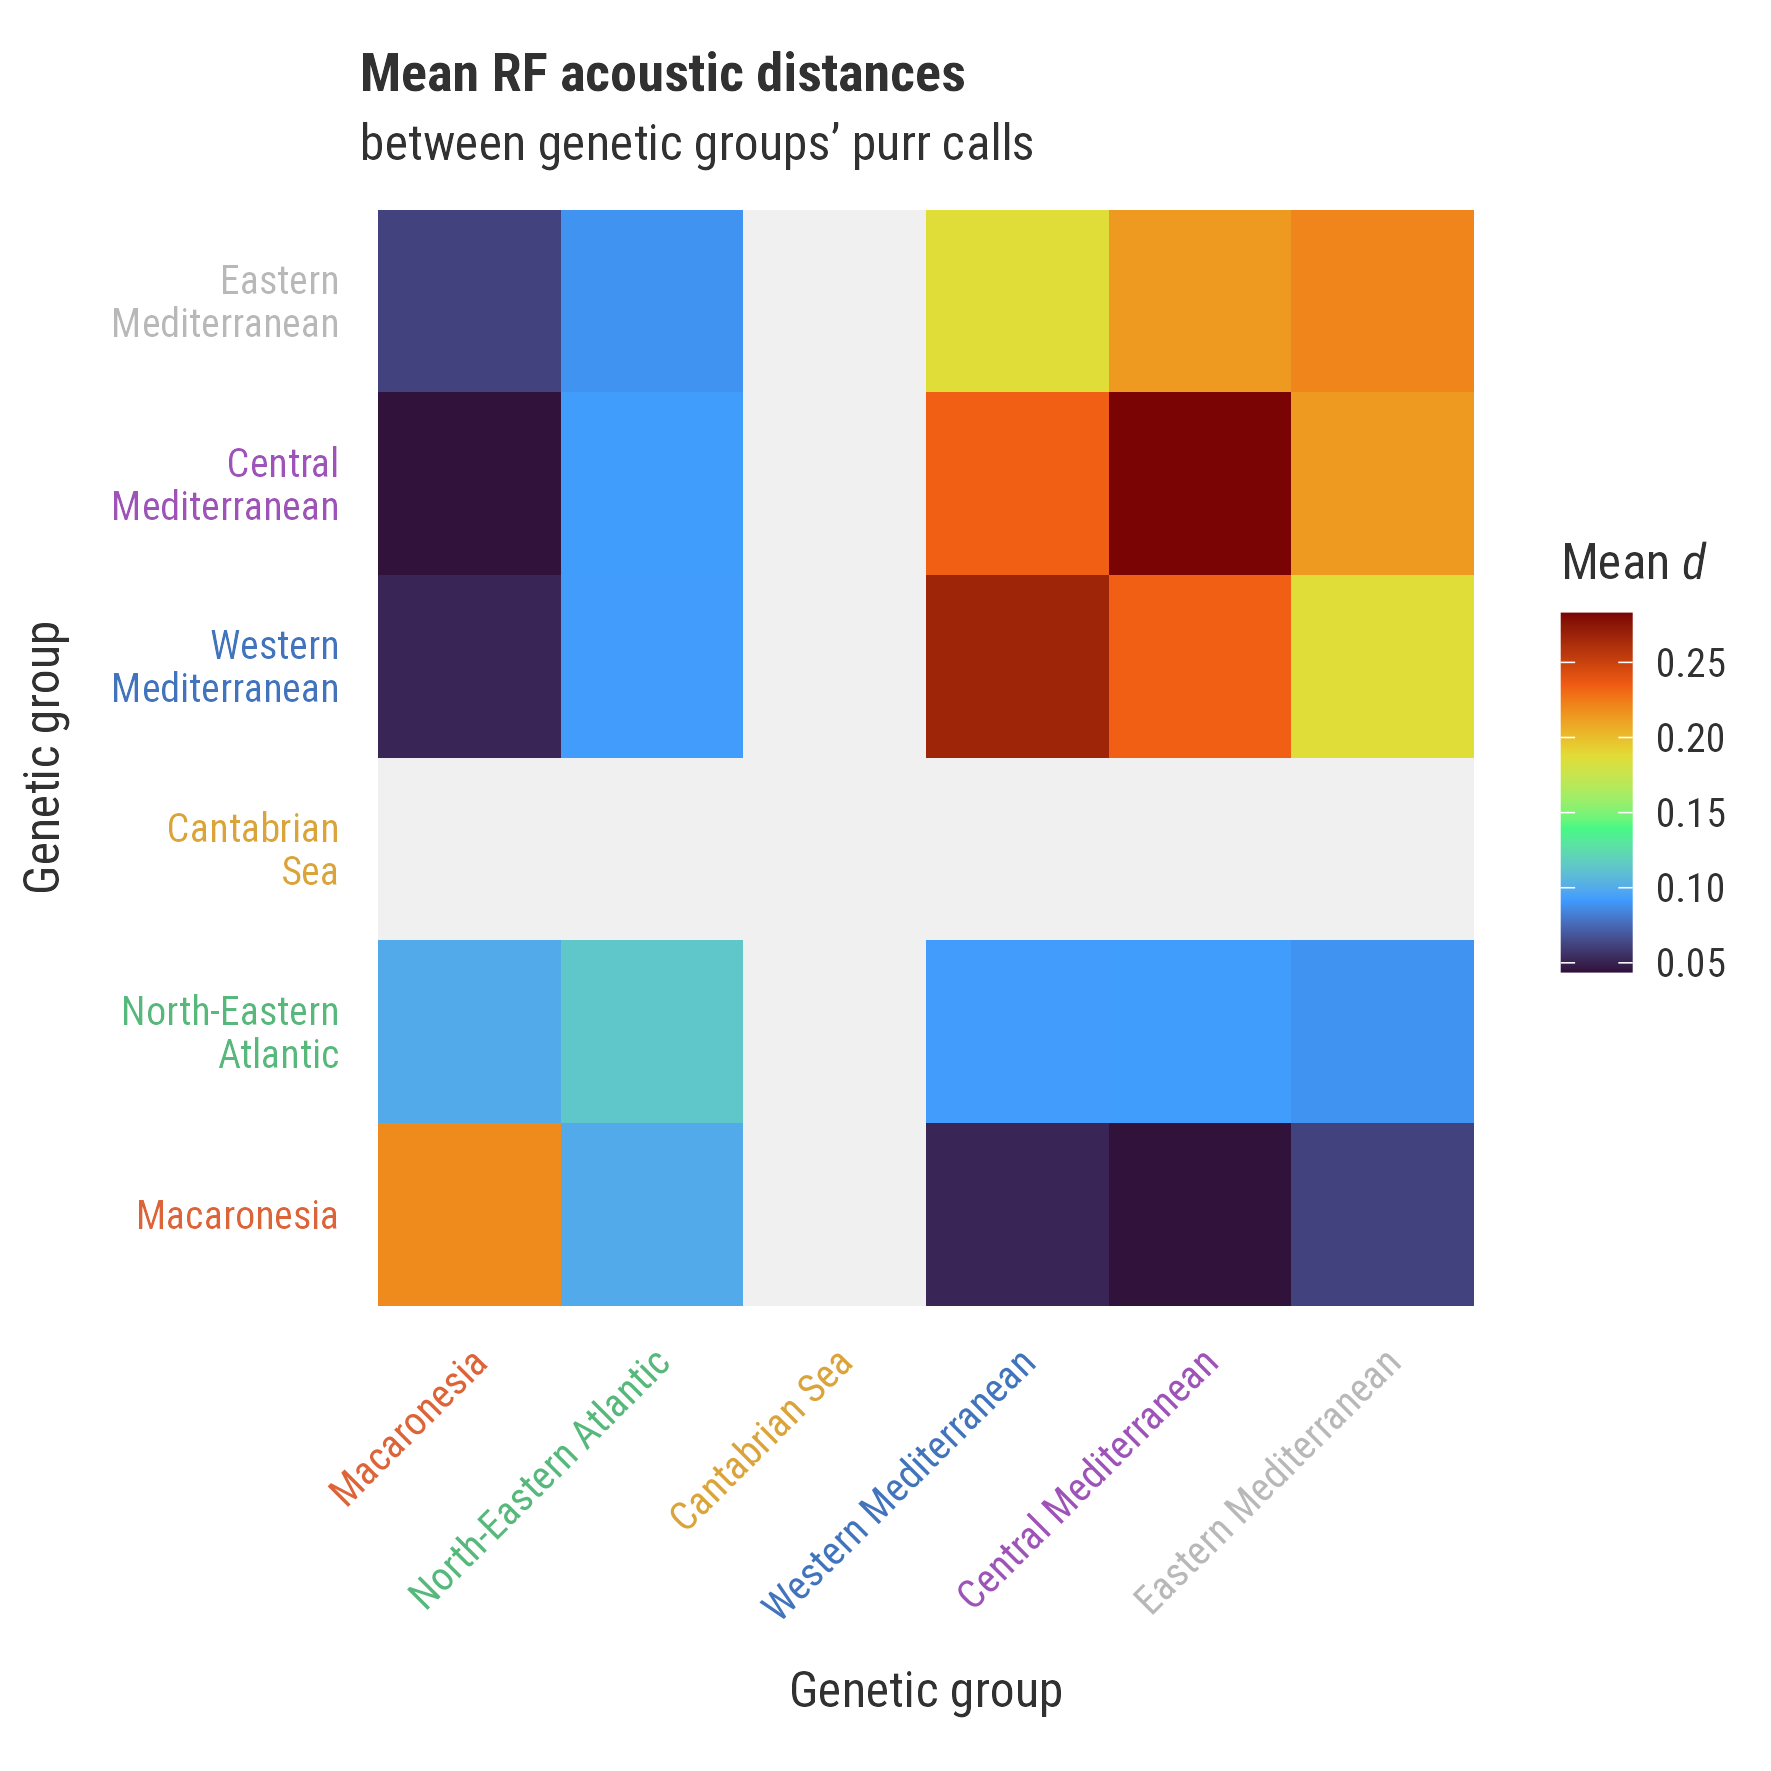 Mean RF acoustic distances
between genetic groups’ purr calls
Genetic group
Eastern
Mediterranean
Central
Mediterranean
Western
Mediterranean
Cantabrian
Sea
North-Eastern
Atlantic
Macaronesia
Macaronesia
North-Eastern Atlantic
Cantabrian Sea
Western Mediterranean
Central Mediterranean
Eastern Mediterranean
Genetic group
Mean d
0.25
0.20
0.15
0.10
0.05